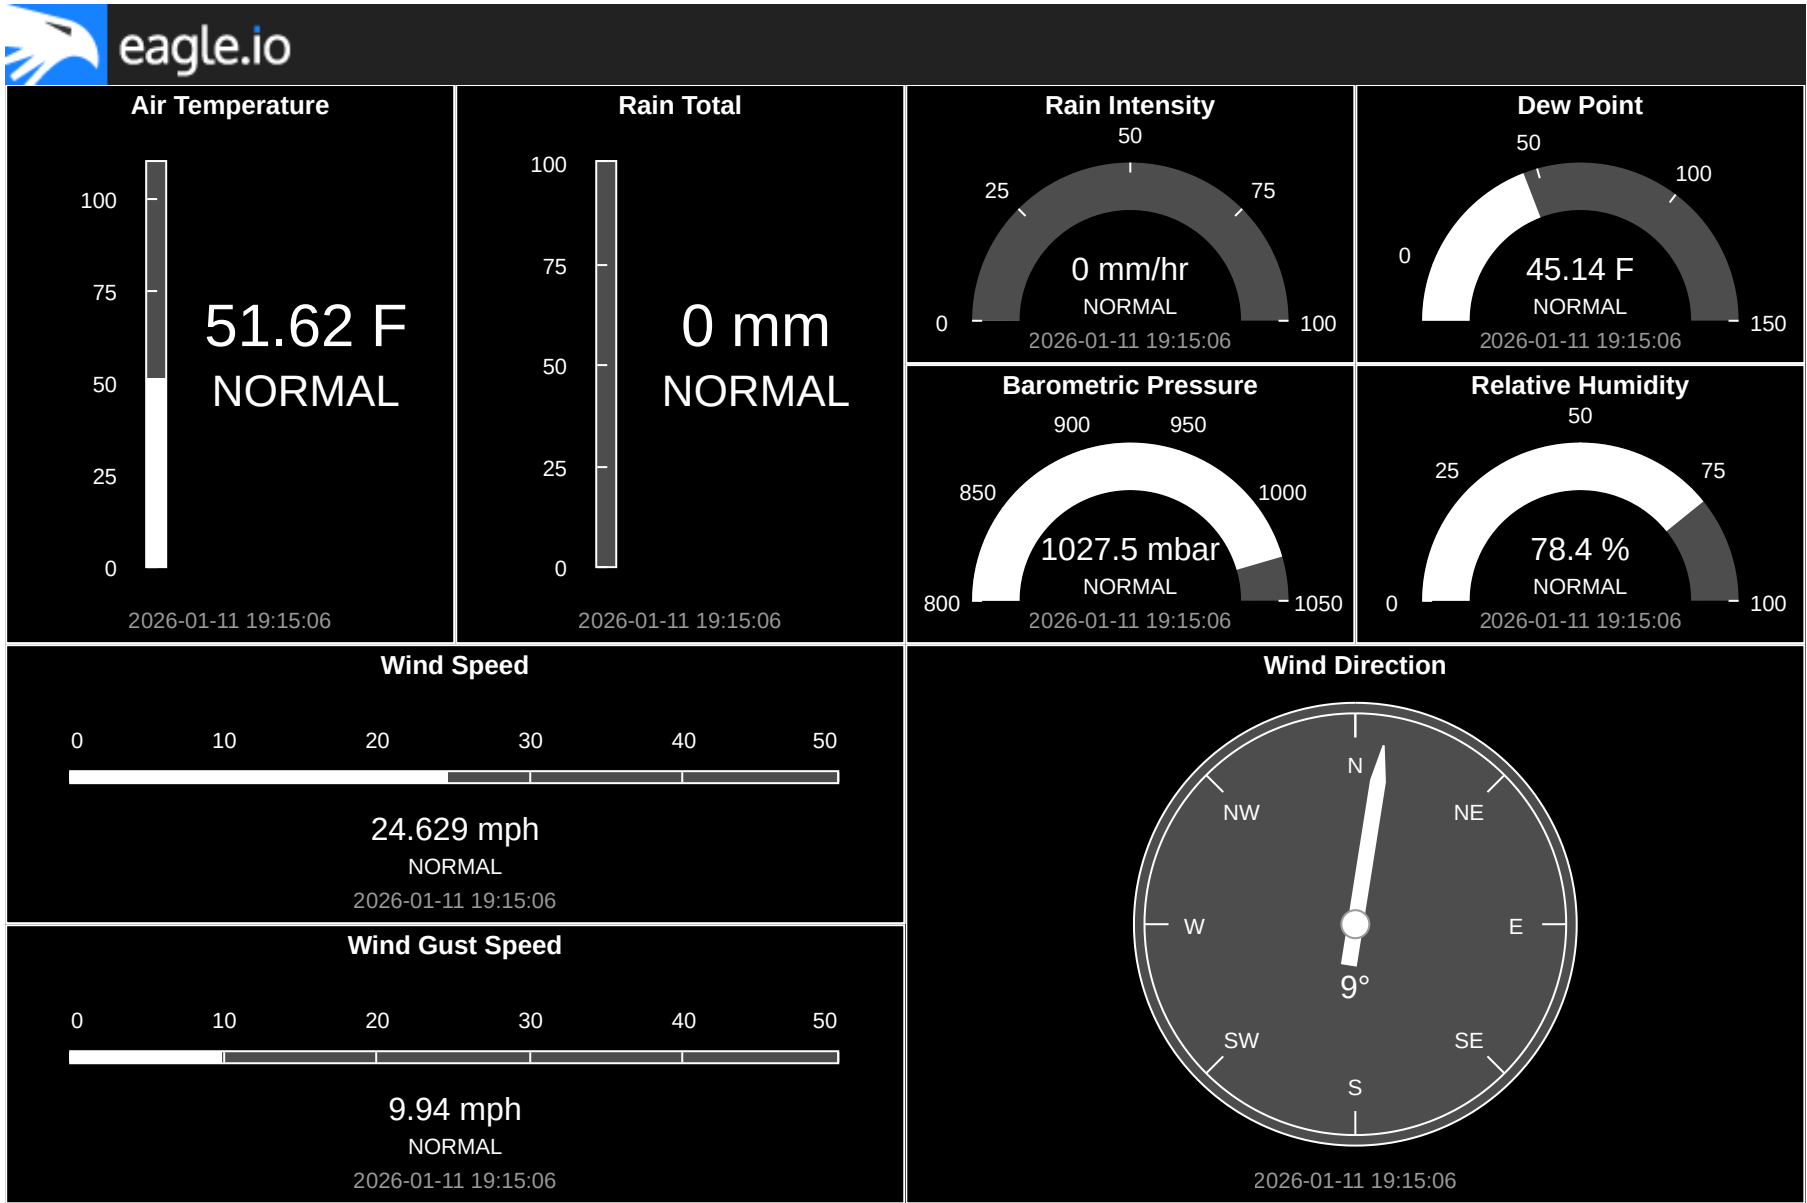 eagle.io
Air Temperature
100
75
50
25
0
51.62 F
NORMAL
2026-01-11 19:15:06
Rain Total
100
75
50
25
0
0 mm
NORMAL
2026-01-11 19:15:06
Rain Intensity
50
25
75
0
100
0 mm/hr
NORMAL
2026-01-11 19:15:06
Dew Point
50
100
0
150
45.14 F
NORMAL
2026-01-11 19:15:06
Barometric Pressure
900
950
850
1000
800
1050
1027.5 mbar
NORMAL
2026-01-11 19:15:06
Relative Humidity
50
25
75
0
100
78.4 %
NORMAL
2026-01-11 19:15:06
Wind Speed
0 10 20 30 40 50
24.629 mph
NORMAL
2026-01-11 19:15:06
Wind Gust Speed
0 10 20 30 40 50
9.94 mph
NORMAL
2026-01-11 19:15:06
Wind Direction
N
NW
NE
W
E
9°
SW
SE
S
2026-01-11 19:15:06